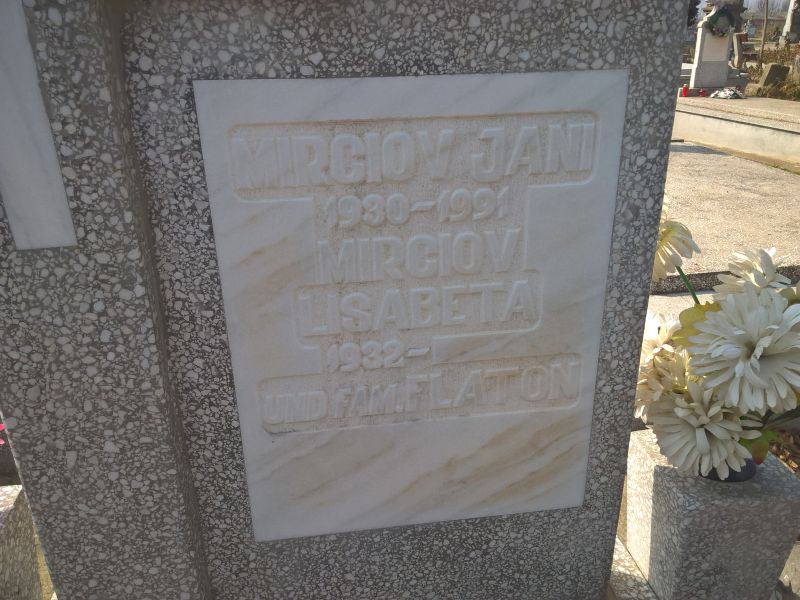 MIRCIOV JANI
1930-1991
MIRCIOV
LISABETA
1932-
UND FAM. FLATON